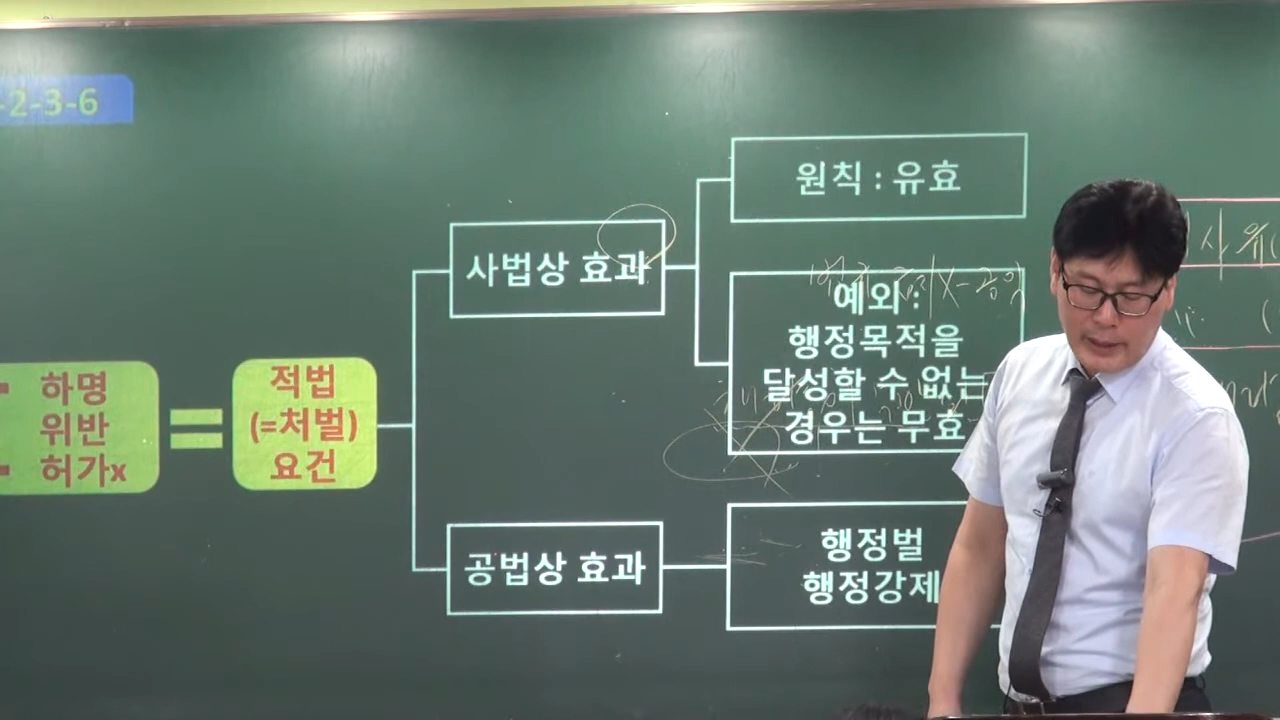 -2-3-6
하명
위반
허가x
=
적법
(=처벌)
요건
사법상 효과
원칙 : 유효
예외 :
행정목적을
달성할 수 없는
경우는 무효
공법상 효과
행정벌
행정강제